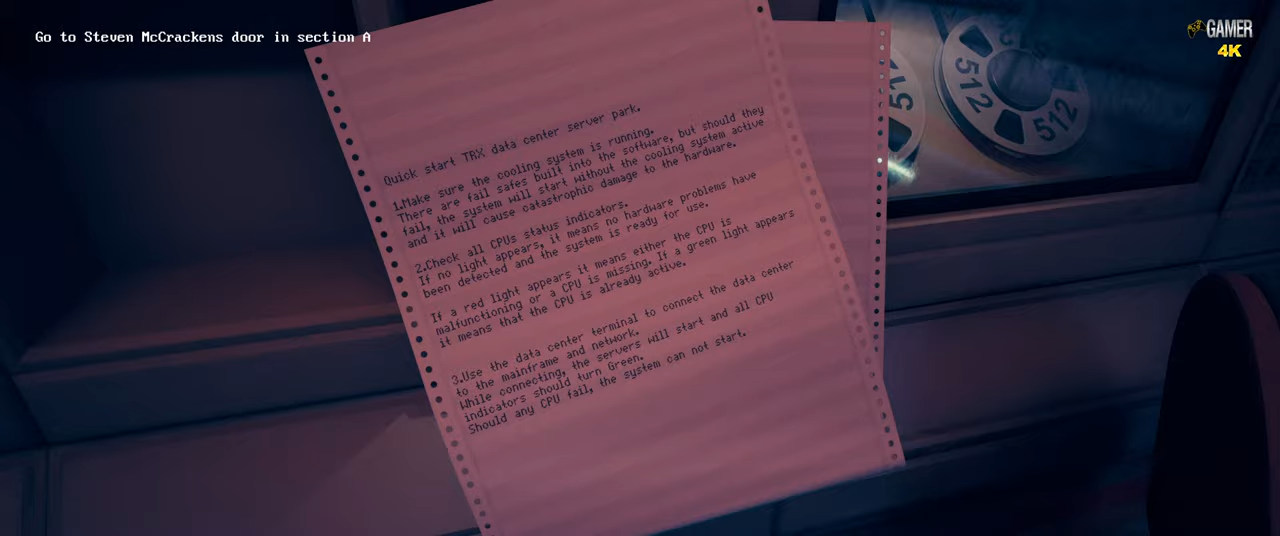 Go to Steven McCrackens door in section A
GAMER
4K
Quick start TRX data center server park.
1.Make sure the cooling system is running.
There are fail safes built into the software, but should they
fail, the system will start without the cooling system active
and it will cause catastrophic damage to the hardware.
2.Check all CPUs status indicators.
If no light appears, it means no hardware problems have
been detected and the system is ready for use.
If a red light appears it means either the CPU is
malfunctioning or a CPU is missing. If a green light appears
it means that the CPU is already active.
3.Use the data center terminal to connect the data center
to the mainframe and network.
While connecting, the servers will start and all CPU
indicators should turn Green.
Should any CPU fail, the system can not start.
512
512
512